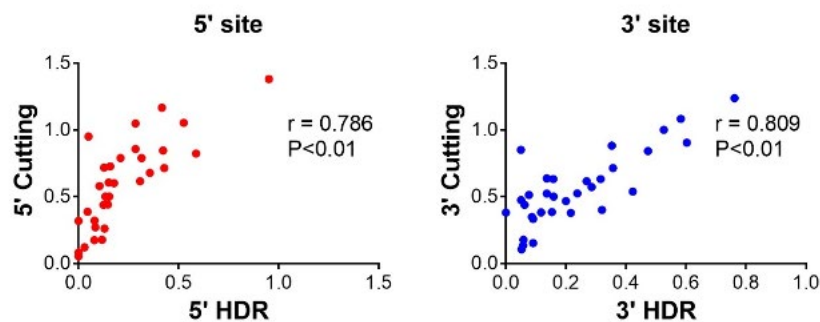 5' site
1.5
1.0
0.5
0.0
5' Cutting
r = 0.786
P<0.01
0.0 0.5 1.0 1.5
5' HDR
3' site
1.5
1.0
0.5
0.0
3' Cutting
r = 0.809
P<0.01
0.0 0.2 0.4 0.6 0.8 1.0
3' HDR